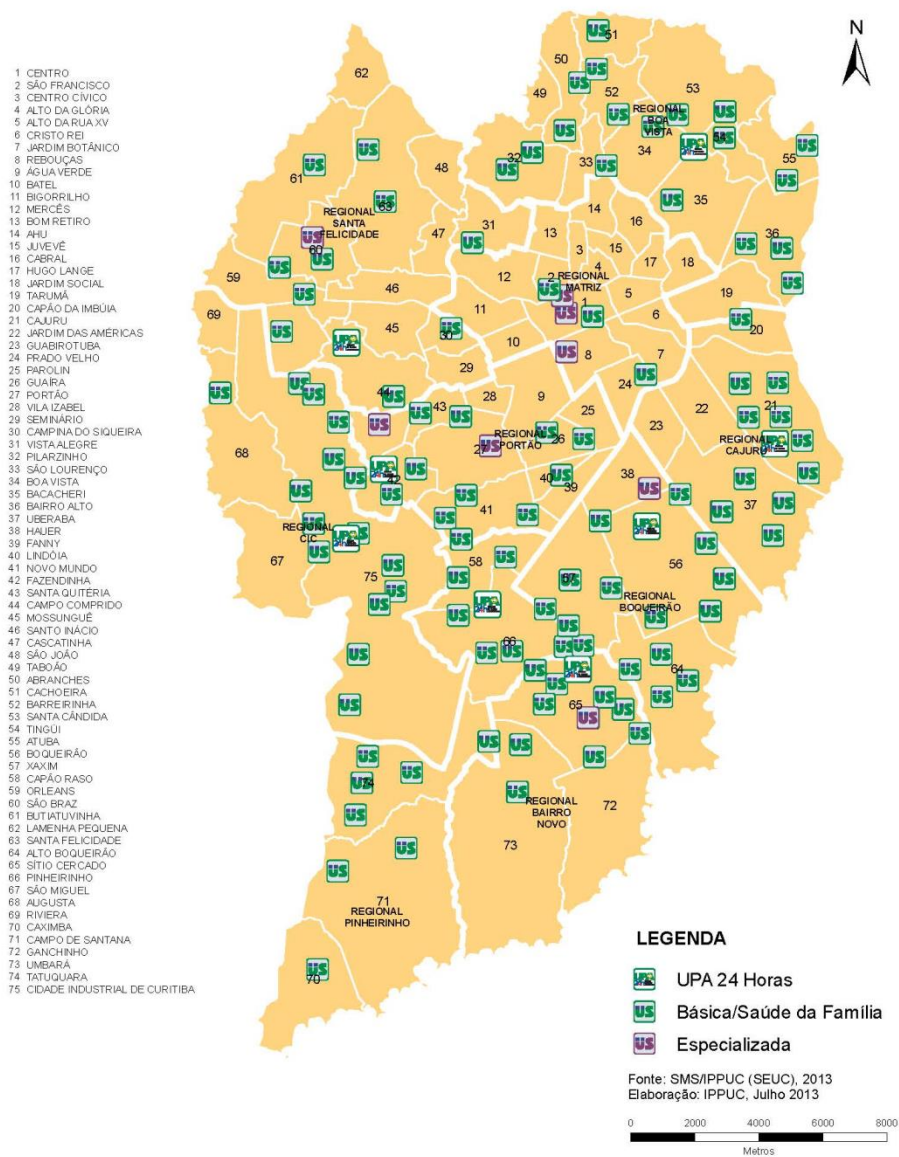 N
1 CENTRO
2 SÃO FRANCISCO
3 CENTRO CÍVICO
4 ALTO DA GLÓRIA
5 ALTO DA RUA XV
6 CRISTO REI
7 JARDIM BOTÂNICO
8 REBOUÇAS
9 ÁGUA VERDE
10 BATEL
11 BIGORRILHO
12 MERCÊS
13 BOM RETIRO
14 AHU
15 JUVEVÊ
16 CABRAL
17 HUGO LANGE
18 JARDIM SOCIAL
19 TARUMÃ
20 CAPÃO DA IMBÚIA
21 CAJURU
22 JARDIM DAS AMÉRICAS
23 GUABIROTUBA
24 PRADO VELHO
25 PAROLIN
26 GUAÍRA
27 PORTÃO
28 VILA IZABEL
29 SEMINÁRIO
30 CAMPINA DO SIQUEIRA
31 VISTA ALEGRE
32 PILARZINHO
33 SÃO LOURENÇO
34 BOA VISTA
35 BACACHERI
36 BAIRRO ALTO
37 UBERABA
38 HAUER
39 FANNY
40 LINDÓIA
41 NOVO MUNDO
42 FAZENDINHA
43 SANTA QUITÉRIA
44 CAMPO COMPRIDO
45 MOSSUNGUÊ
46 SANTO INÁCIO
47 CASCATINHA
48 SÃO JOÃO
49 TABOÃO
50 ABRANCHES
51 CACHOEIRA
52 BARREIRINHA
53 SANTA CÂNDIDA
54 TINGÜI
55 ATUBA
56 BOQUEIRÃO
57 XAXIM
58 CAPÃO RASO
59 ORLEANS
60 SÃO BRAZ
61 BUTIATUVINHA
62 LAMENHA PEQUENA
63 SANTA FELICIDADE
64 ALTO BOQUEIRÃO
65 SÍTIO CERCADO
66 PINHEIRINHO
67 SÃO MIGUEL
68 AUGUSTA
69 RIVIERA
70 CAXIMBA
71 CAMPO DE SANTANA
72 GANCHINHO
73 UMBARÁ
74 TATUQUARA
75 CIDADE INDUSTRIAL DE CURITIBA
REGIONAL
BOA
VISTA
REGIONAL
SANTA
FELICIDADE
REGIONAL
MATRIZ
REGIONAL
PORTÃO
REGIONAL
CAJURU
REGIONAL
CIC
REGIONAL
BOQUEIRÃO
REGIONAL
BAIRRO
NOVO
REGIONAL
PINHEIRINHO
LEGENDA
UPA 24 Horas
Básica/Saúde da Família
Especializada
Fonte: SMS/IPPUC (SEUC), 2013
Elaboração: IPPUC, Julho 2013
0 2000 4000 6000 8000
Metros